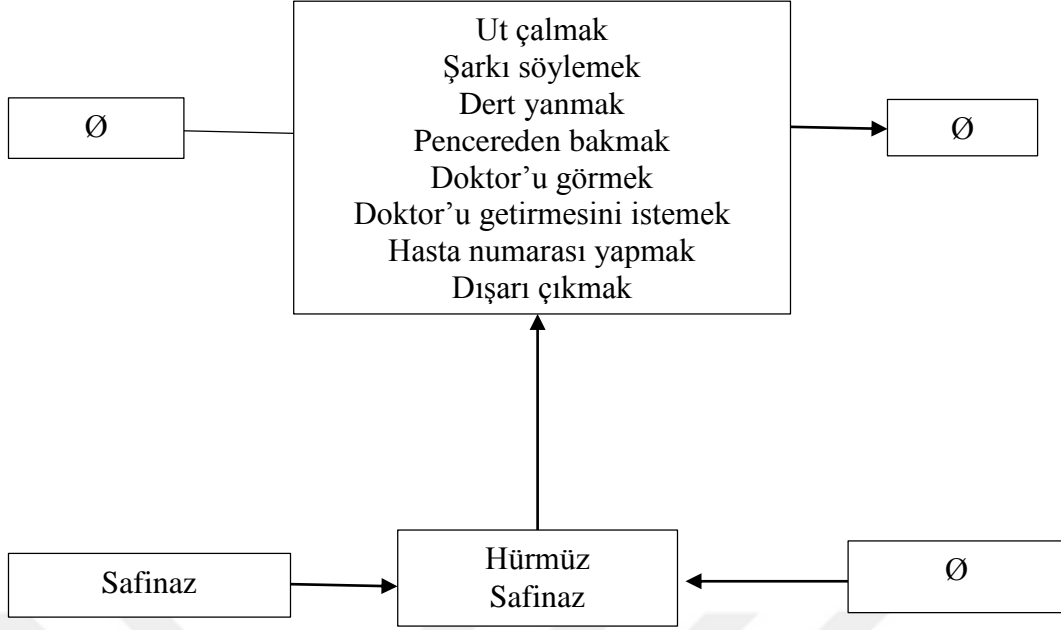 Ut çalmak
Şarkı söylemek
Dert yanmak
Pencereden bakmak
Doktor’u görmek
Doktor’u getirmesini istemek
Hasta numarası yapmak
Dışarı çıkmak
Ø
Ø
Safinaz
Hürmüz
Safinaz
Ø